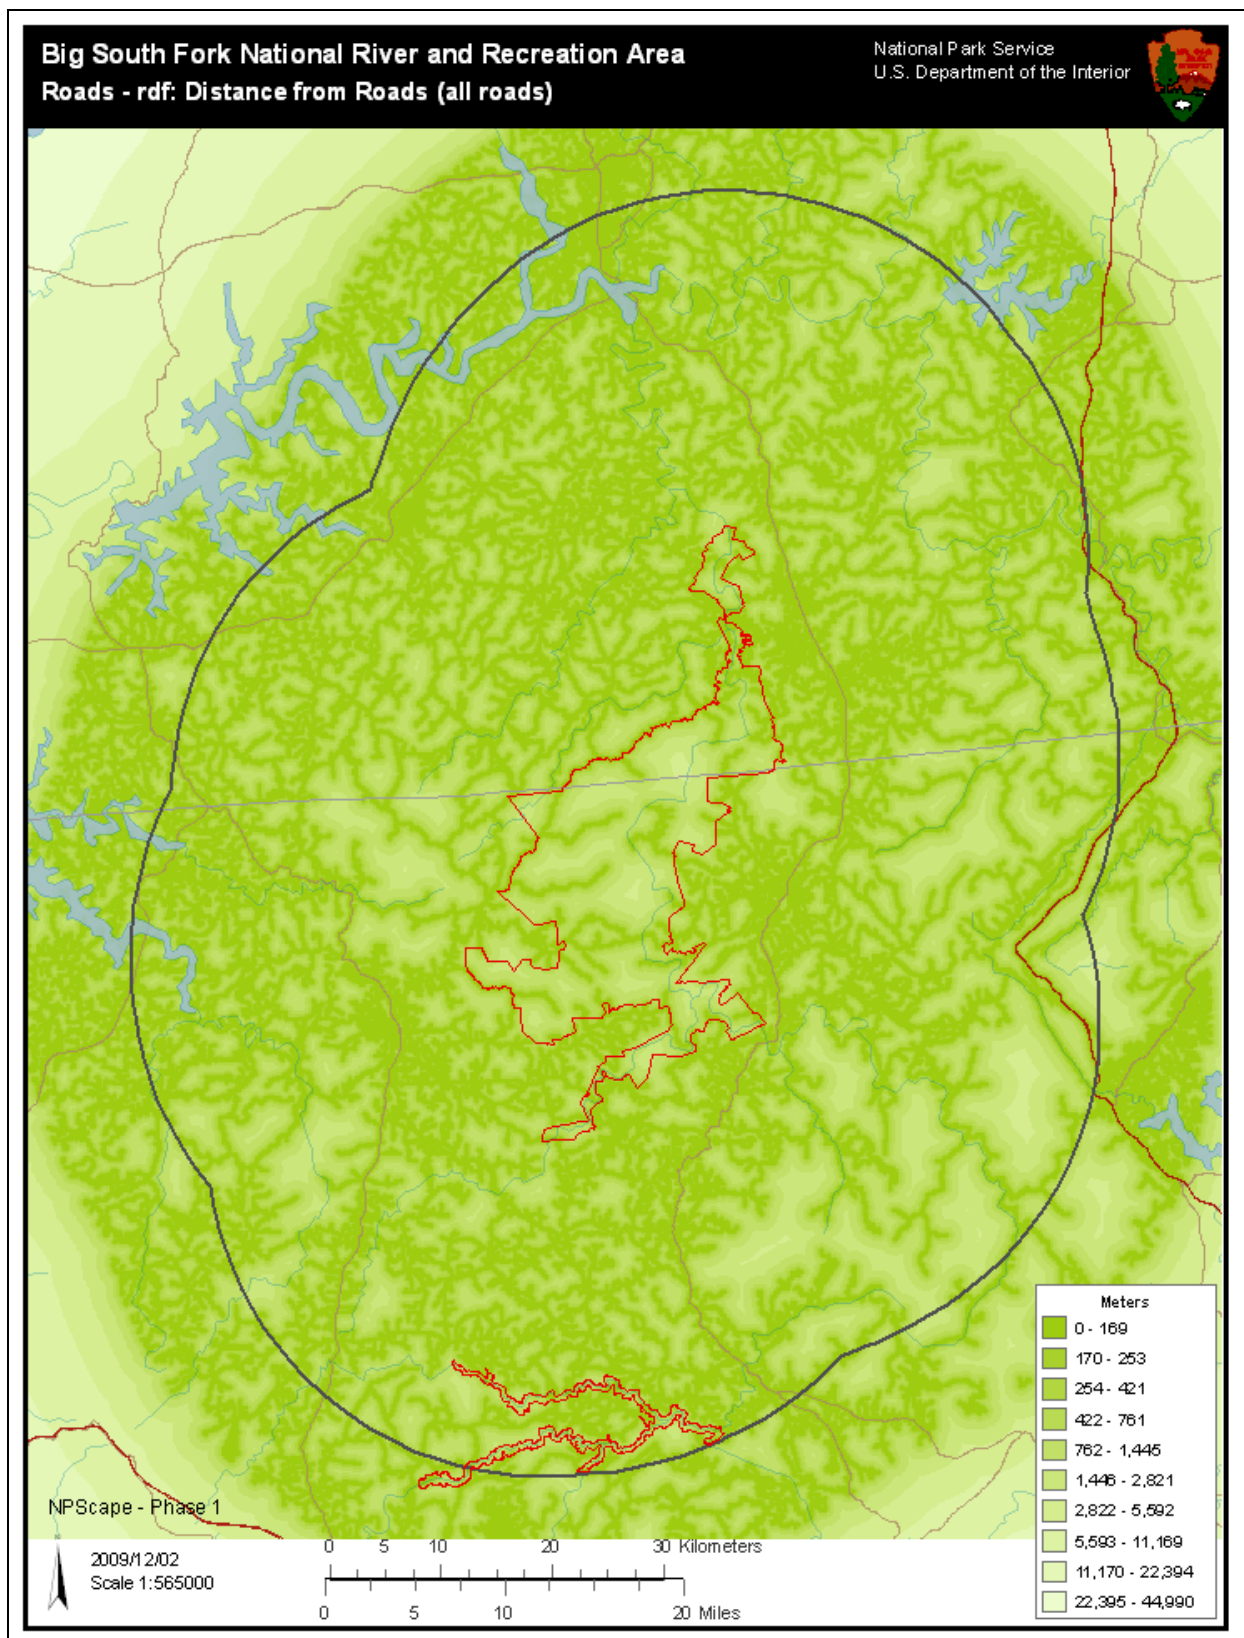 Big South Fork National River and Recreation Area
Roads - rdf: Distance from Roads (all roads)
National Park Service
U.S. Department of the Interior
Meters
0 - 169
170 - 253
254 - 421
422 - 761
762 - 1,445
1,446 - 2,821
2,822 - 5,592
5,593 - 11,169
11,170 - 22,394
22,395 - 44,990
NPScape - Phase 1
2009/12/02
Scale 1:565000
0 5 10 20 30 Kilometers
0 5 10 20 Miles